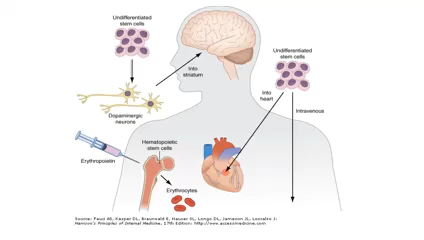 Undifferentiated
stem cells
Undifferentiated
stem cells
Into
striatum
Into
heart
Dopaminergic
neurons
Intravenous
Hematopoietic
stem cells
Erythropoietin
Erythrocytes
Source: Fauci AS, Kasper DL, Braunwald E, Hauser SL, Longo DL, Jameson JL, Loscalzo J:
Harrison's Principles of Internal Medicine, 17th Edition: http://www.accessmedicine.com